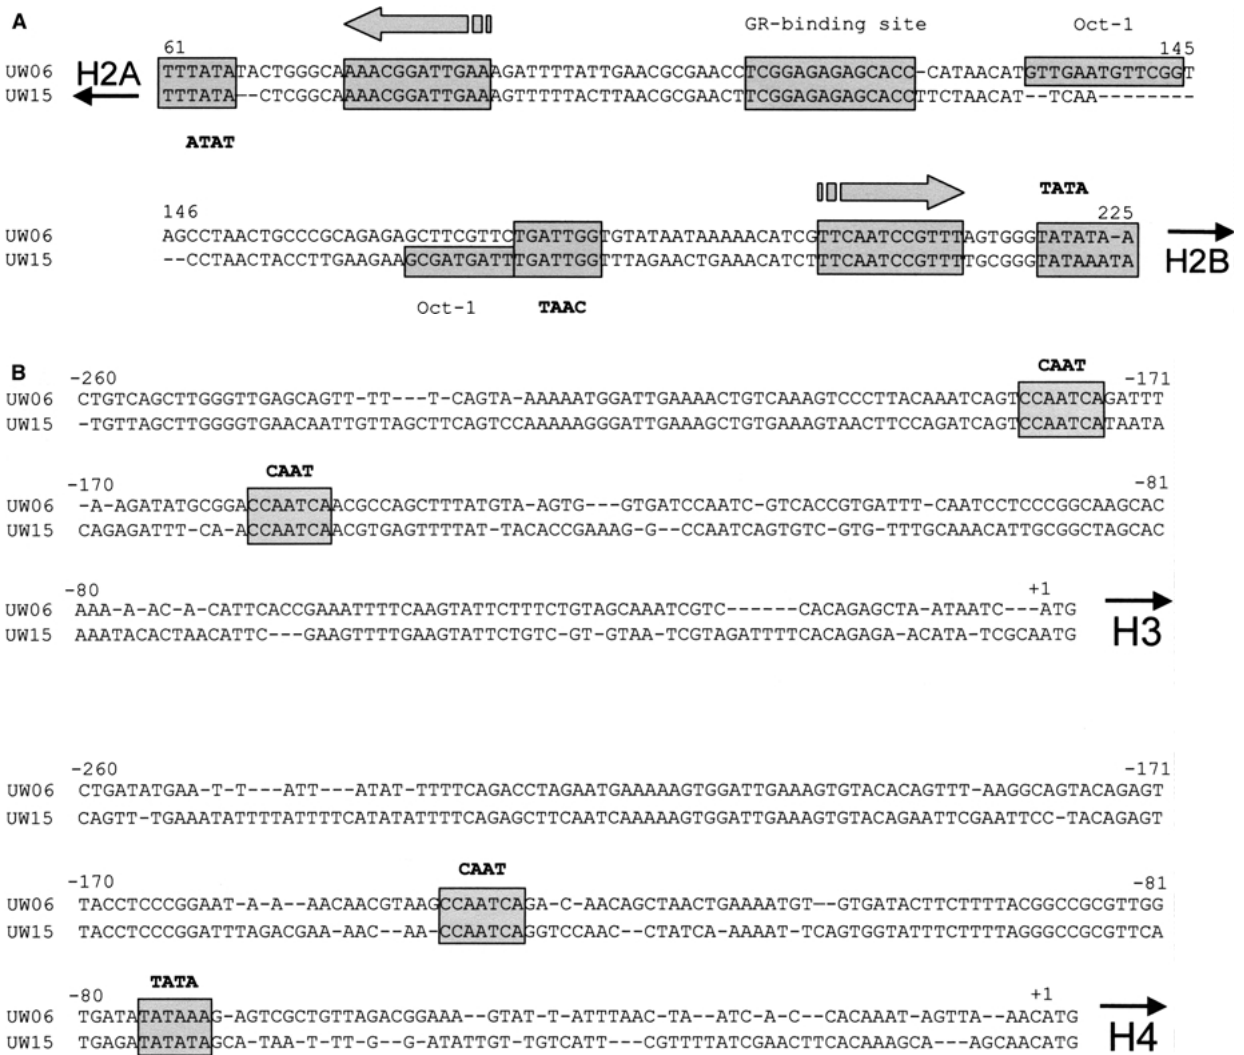 A
GR-binding site Oct-1
61 145
UW06 H2A TTTATATACTGGGCAAAACGGATTGAAAGATTTTATTGAACGCGAACCTCGGAGAGAGCACC-CATAACATGTTGAATGTTCGGT
UW15 TTTATA--CTCGGCAAAACGGATTGAAAGTTTTTACTTAACGCGAACTTCGGAGAGAGCACCTTCTAACAT--TCAA--------
ATAT
TATA
146 225
UW06 AGCCTAACTGCCCGCAGAGAGCTTCGTTCTGATTGGTGTATAATAAAAACATCGTTCAATCCGTTTAGTGGGTATATA-A
UW15 --CCTAACTACCTTGAAGAAGCGATGATTTGATTGGTTTAGAACTGAAACATCTTTCAATCCGTTTTGCGGGTATAAATA H2B
Oct-1 TAAC
B
CAAT
-260 -171
UW06 CTGTCAGCTTGGGTTGAGCAGTT-TT---T-CAGTA-AAAAATGGATTGAAAACTGTCAAAGTCCCTTACAAATCAGTCCAATCAGATTT
UW15 -TGTTAGCTTGGGGTGAACAATTGTTAGCTTCAGTCCAAAAAGGGATTGAAAGCTGTGAAAGTAACTTCCAGATCAGTCCAATCATAATA
CAAT
-170 -81
UW06 -A-AGATATGCGGACCAATCAACGCCAGCTTTATGTA-AGTG---GTGATCCAATC-GTCACCGTGATTT-CAATCCTCCCGGCAAGCAC
UW15 CAGAGATTT-CA-ACCAATCAACGTGAGTTTTAT-TACACCGAAAG-G--CCAATCAGTGTC-GTG-TTTGCAAACATTGCGGCTAGCAC
-80 +1
UW06 AAA-A-AC-A-CATTCACCGAAATTTTCAAGTATTCTTTCTGTAGCAAATCGTC------CACAGAGCTA-ATAATC---ATG
UW15 AAATACACTAACATTC---GAAGTTTTGAAGTATTCTGTC-GT-GTAA-TCGTAGATTTTCACAGAGA-ACATA-TCGCAATG H3
-260 -171
UW06 CTGATATGAA-T-T---ATT---ATAT-TTTTCAGACCTAGAATGAAAAAGTGGATTGAAAGTGTACACAGTTT-AAGGCAGTACAGAGT
UW15 CAGTT-TGAAATATTTTATTTTCATATATTTTCAGAGCTTCAATCAAAAAGTGGATTGAAAGTGTACAGAATTCGAATTCC-TACAGAGT
CAAT
-170 -81
UW06 TACCTCCCGGAAT-A-A--AACAACGTAAGCCAATCAGA-C-AACAGCTAACTGAAAATGT--GTGATACTTCTTTTACGGCCGCGTTGG
UW15 TACCTCCCGGATTTAGACGAA-AAC--AA-CCAATCAGGTCCAAC--CTATCA-AAAAT-TCAGTGGTATTTCTTTTAGGGCCGCGTTCA
TATA
-80 +1
UW06 TGATATATAAAG-AGTCGCTGTTAGACGGAAA--GTAT-T-ATTTAAC-TA--ATC-A-C--CACAAAT-AGTTA--AACATG
UW15 TGAGATATATAGCA-TAA-T-TT-G--G-ATATTGT-TGTCATT---CGTTTTATCGAACTTCACAAAGCA---AGCAACATG H4